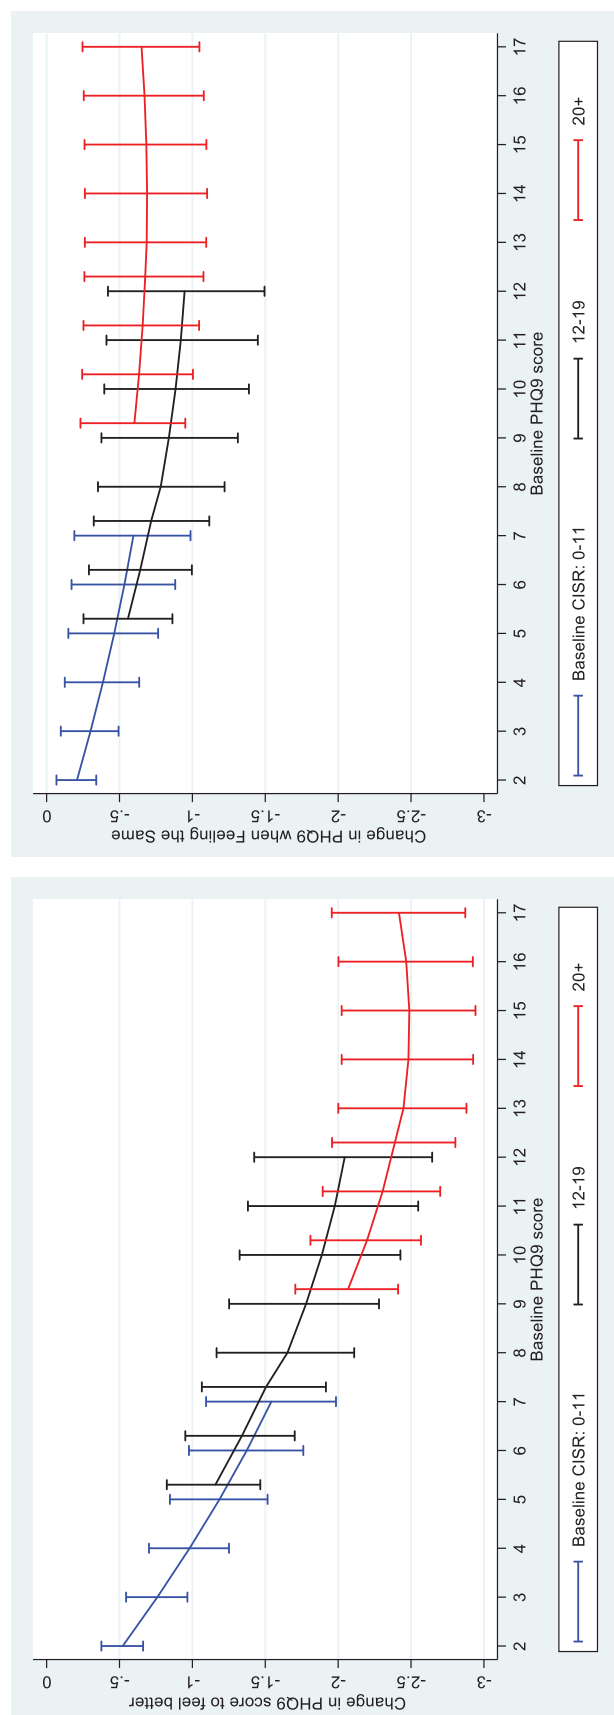 Change in PHQ9 score to feel better
0
-.5
-1
-1.5
-2
-2.5
-3
2 3 4 5 6 7 8 9 10 11 12 13 14 15 16 17
Baseline PHQ9 score
Baseline CISR: 0-11 12-19 20+
Change in PHQ9 when Feeling the Same
0
-.5
-1
-1.5
-2
-2.5
-3
2 3 4 5 6 7 8 9 10 11 12 13 14 15 16 17
Baseline PHQ9 score
Baseline CISR: 0-11 12-19 20+